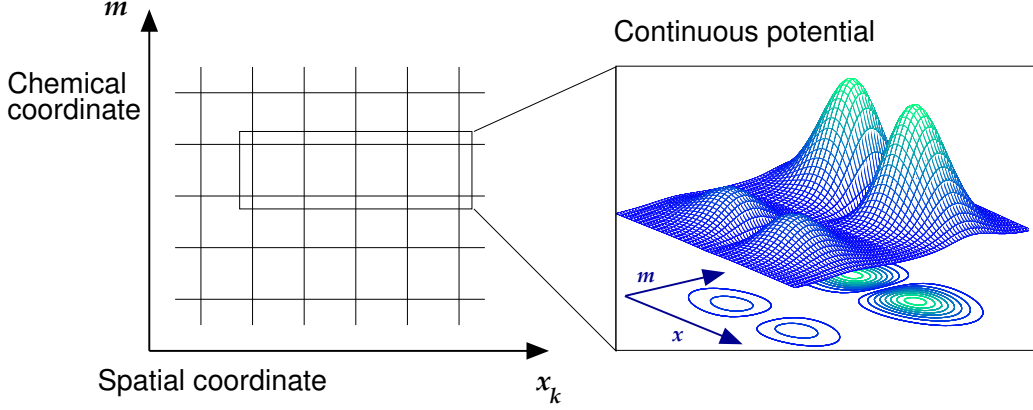 m
Continuous potential
Chemical
coordinate
m
x
Spatial coordinate
x_k